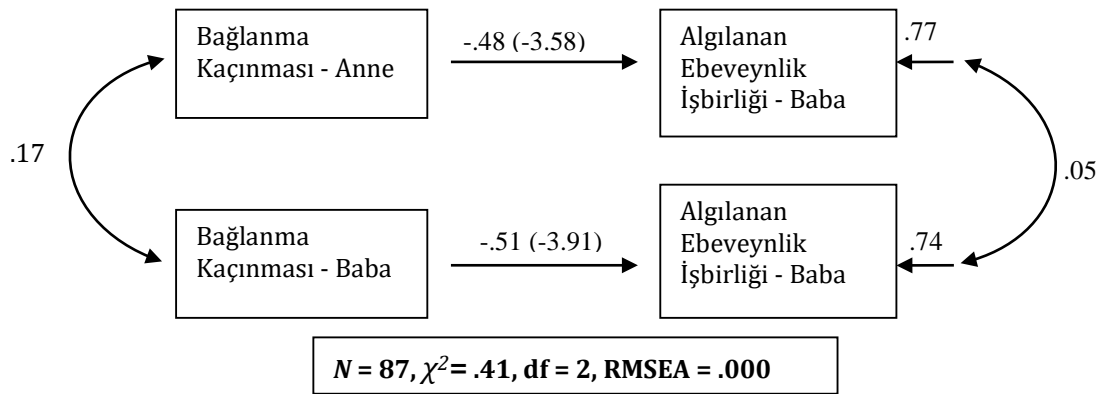 Bağlanma
Kaçınması - Anne
-.48 (-3.58)
Algılanan
Ebeveynlik
İşbirliği - Baba
.77
.17
.05
Bağlanma
Kaçınması - Baba
-.51 (-3.91)
Algılanan
Ebeveynlik
İşbirliği - Baba
.74
N = 87, χ²= .41, df = 2, RMSEA = .000